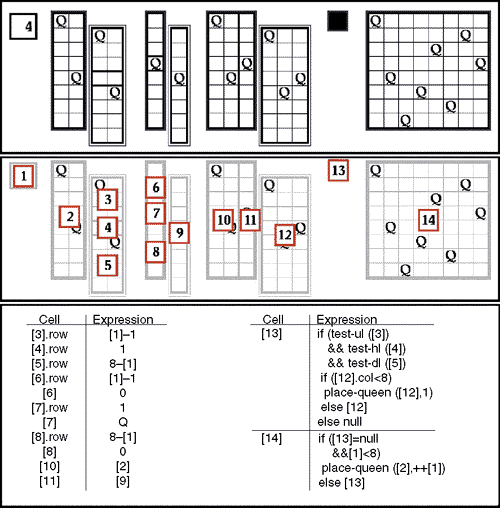 4 Q Q Q
Q Q Q
Q
Q Q Q
Q Q Q Q Q
Q Q Q
Q
Q
1 Q Q 13 Q
Q 6 Q Q
3 Q
2 7 10 11 Q 14
Q 4 9 Q 12 Q Q
Q Q Q
8 Q
5 Q
Cell Expression
[3].row [1]–1
[4].row 1
[5].row 8–[1]
[6].row [1]–1
[6] 0
[7].row 1
[7] Q
[8].row 8–[1]
[8] 0
[10] [2]
[11] [9]
Cell Expression
[13] if (test-ul ([3])
&& test-hl ([4])
&& test-dl ([5])
if ([12].col<8)
place-queen ([12],1)
else [12]
else null
[14] if ([13]=null
&&[1]<8)
place-queen ([2],++[1])
else [13]